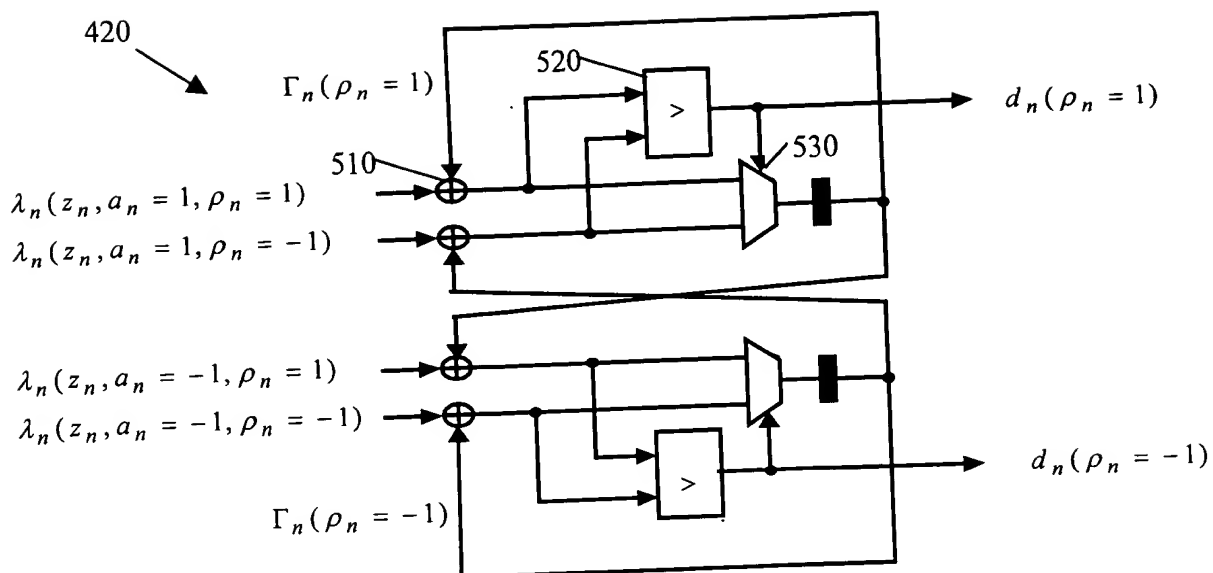 420
520
Γn(ρn = 1)
>
dn(ρn = 1)
510
530
λn(zn, an = 1, ρn = 1)
λn(zn, an = 1, ρn = -1)
λn(zn, an = -1, ρn = 1)
λn(zn, an = -1, ρn = -1)
>
dn(ρn = -1)
Γn(ρn = -1)